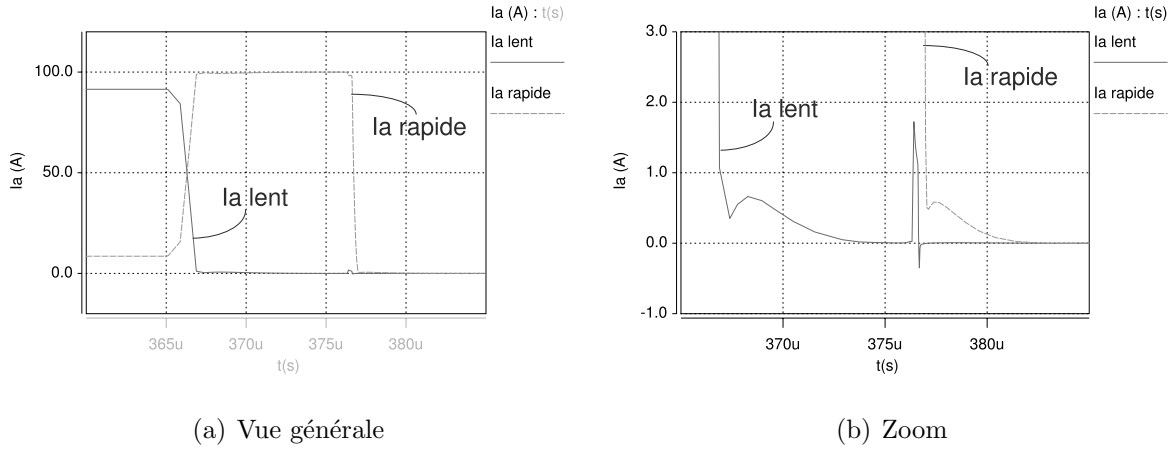 Ia (A) : t(s)
Ia lent
Ia rapide
100.0
50.0
0.0
Ia (A)
Ia rapide
Ia lent
365u 370u 375u 380u
t(s)
(a) Vue générale
Ia (A) : t(s)
Ia lent
Ia rapide
3.0
2.0
1.0
0.0
-1.0
Ia (A)
Ia lent
Ia rapide
370u 375u 380u
t(s)
(b) Zoom